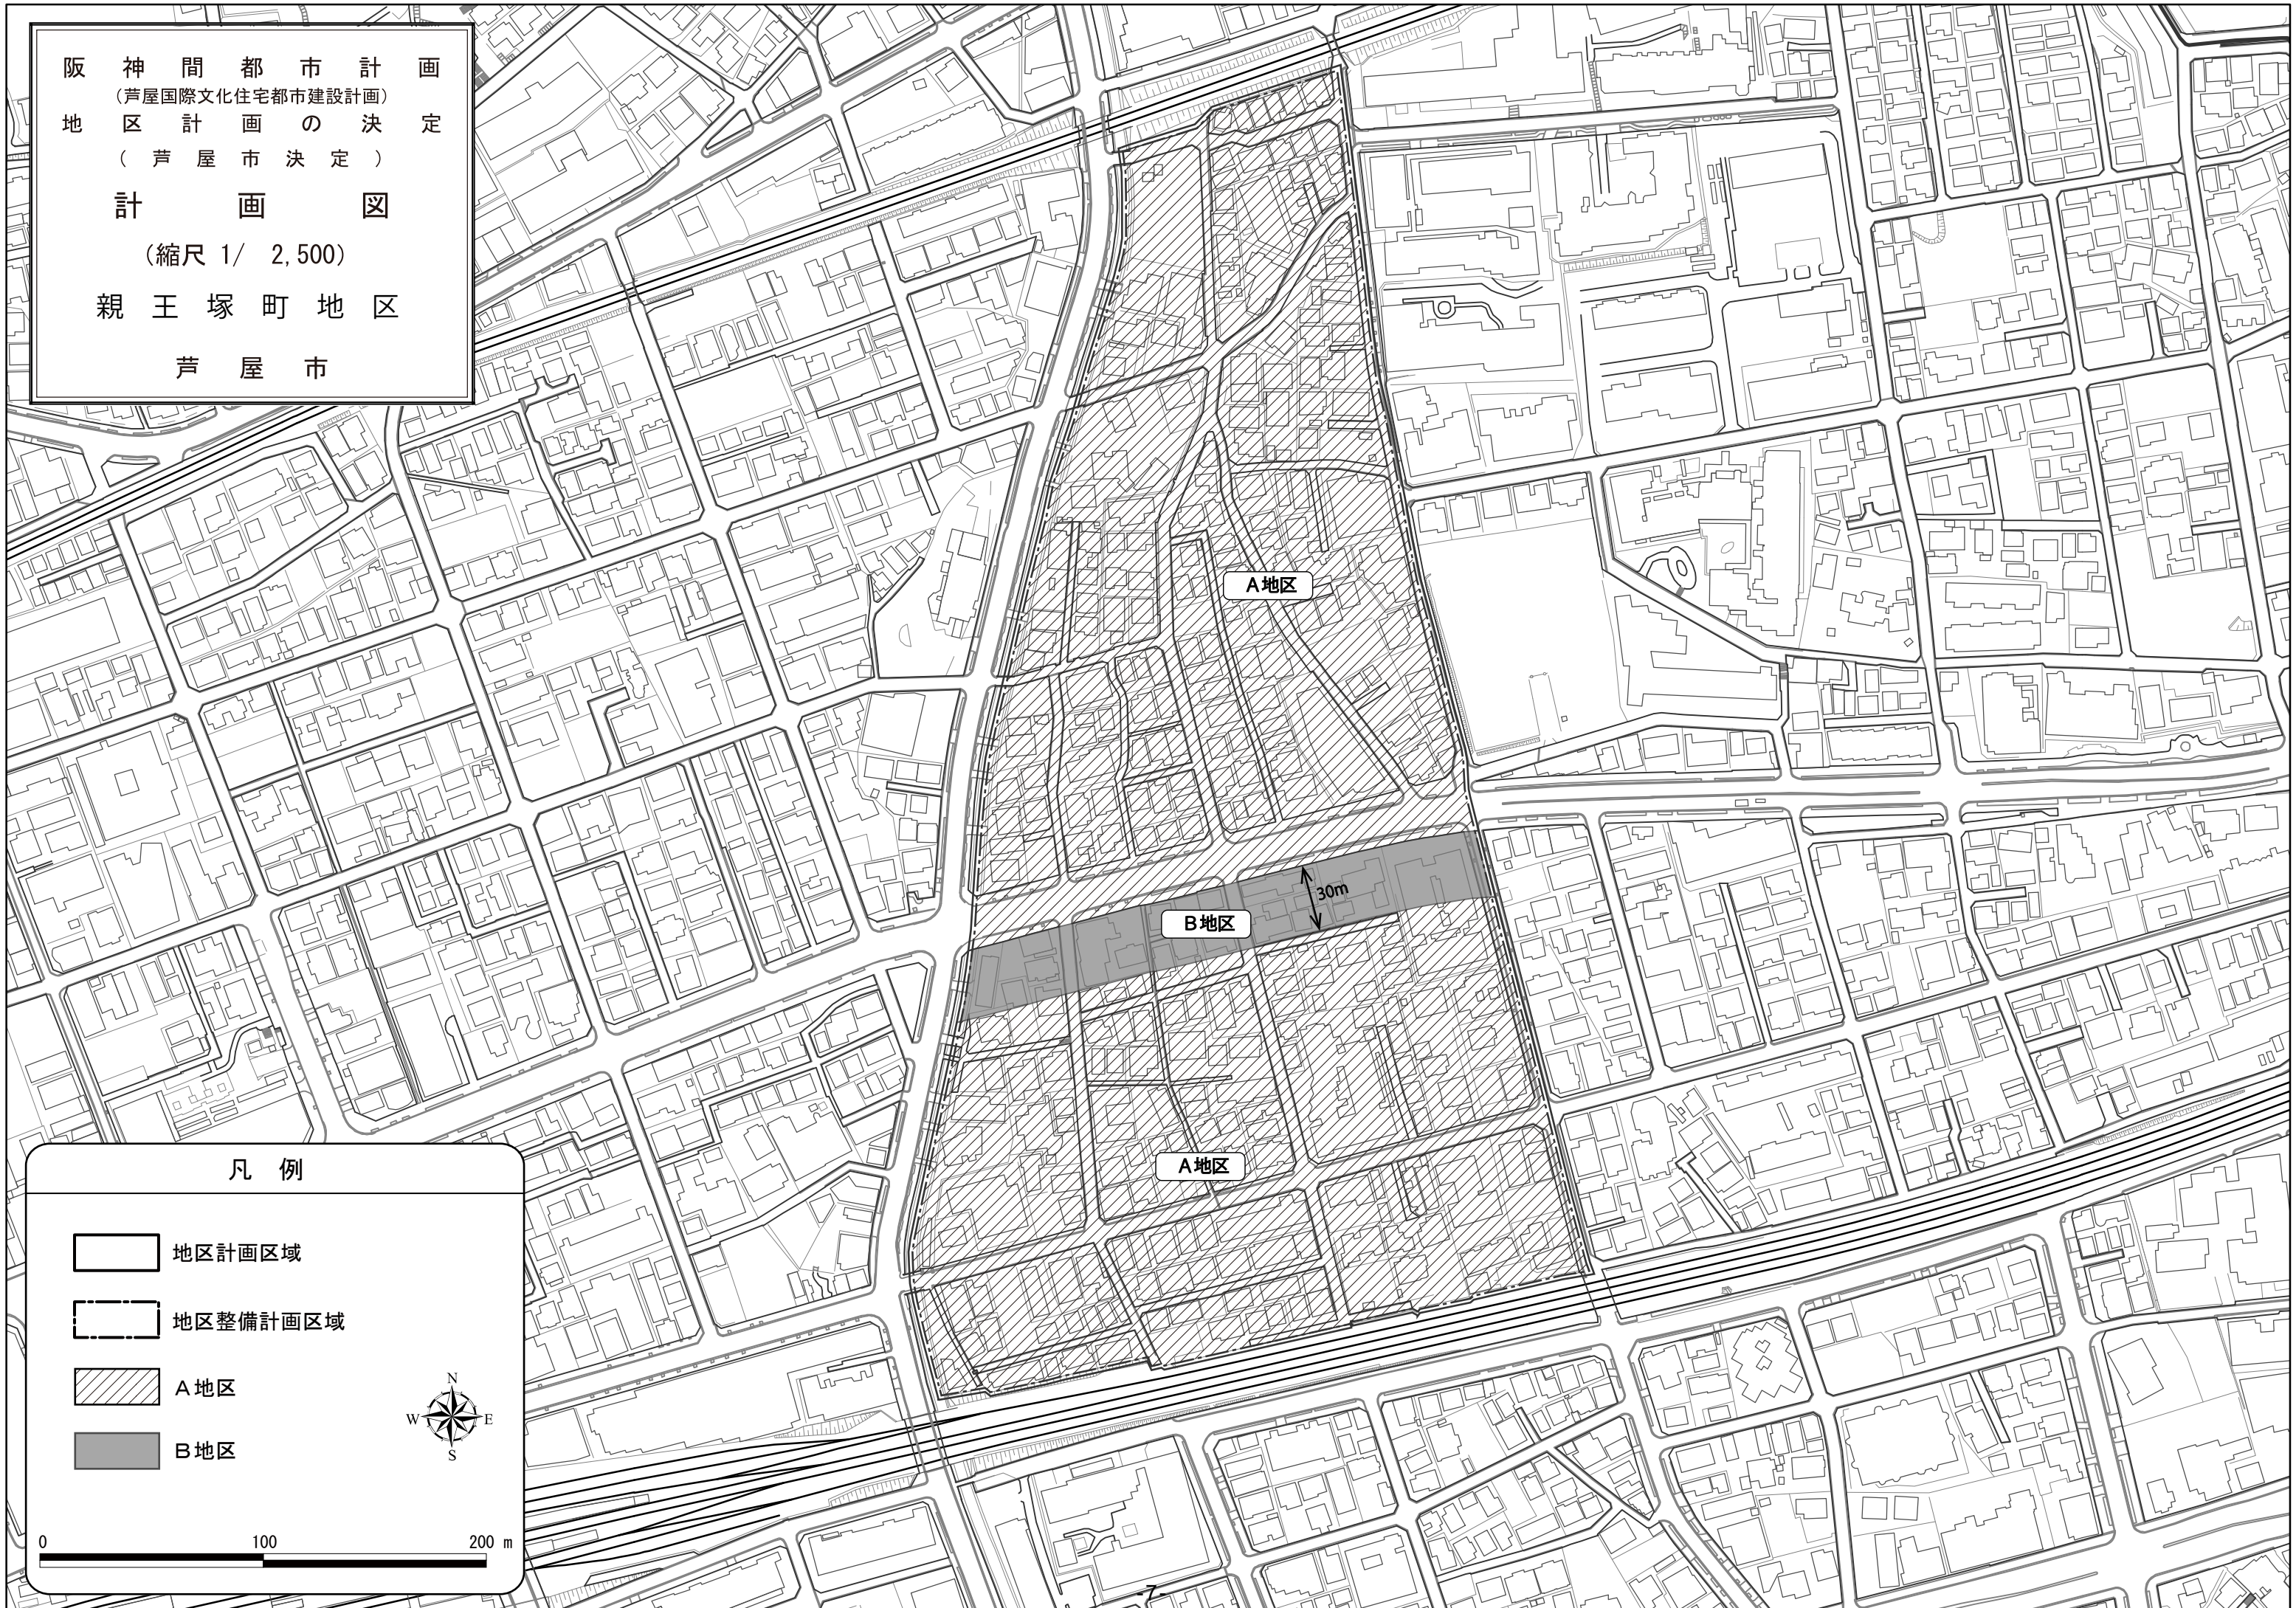 阪神間都市計画
(芦屋国際文化住宅都市建設計画)
地区計画の決定
(芦屋市決定)
計画図
(縮尺 1/ 2,500)
親王塚町地区
芦屋市
A地区
30m
B地区
A地区
凡例
地区計画区域
地区整備計画区域
A地区
B地区
N
W E
S
0 100 200 m
-7-